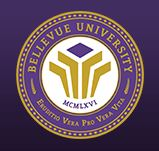 BELLEVUE UNIVERSITY
MCMLXVI
ERUDITIO VERA PRO VERA VITA